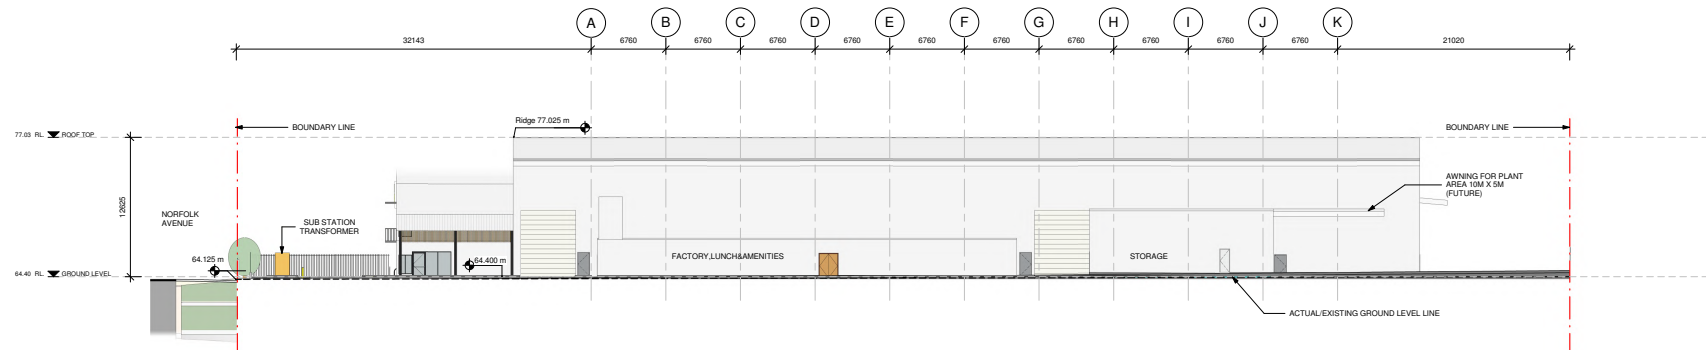 A B C D E F G H I J K
32143 6760 6760 6760 6760 6760 6760 6760 6760 6760 6760 21020
Ridge 77.025 m
BOUNDARY LINE
BOUNDARY LINE
77.03 RL. ROOF TOP
AWNING FOR PLANT
AREA 10M X 5M
(FUTURE)
12625
NORFOLK
AVENUE
SUB STATION
TRANSFORMER
64.125 m
64.400 m
FACTORY,LUNCH&AMENITIES
STORAGE
64.40 RL. GROUND LEVEL
ACTUAL/EXISTING GROUND LEVEL LINE